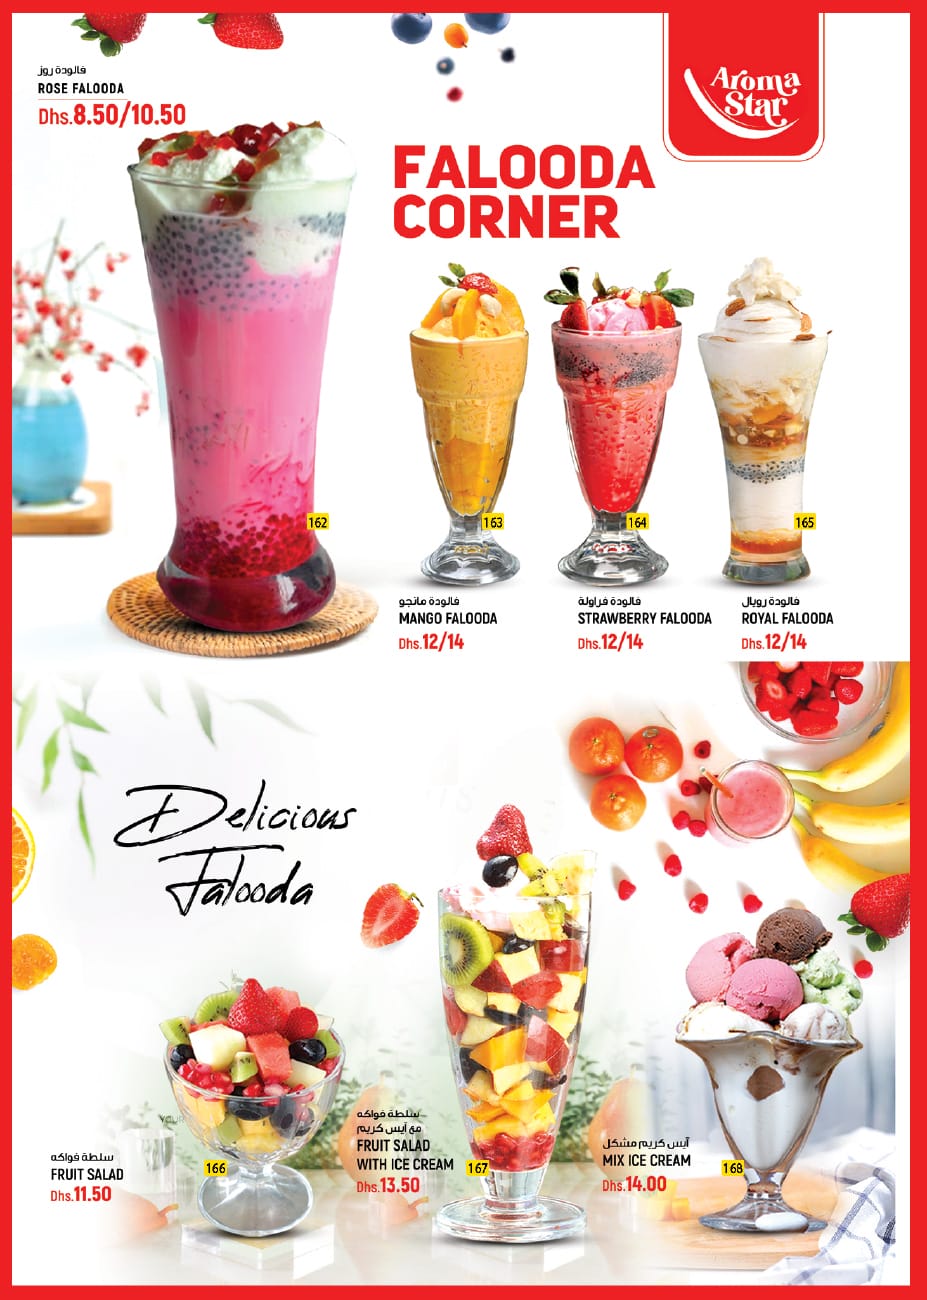 فالودة روز
ROSE FALOODA
Dhs.8.50/10.50
Aroma
Star
FALOODA
CORNER
162
163
164
165
فالودة مانجو
MANGO FALOODA
Dhs.12/14
فالودة فراولة
STRAWBERRY FALOODA
Dhs.12/14
فالودة رويال
ROYAL FALOODA
Dhs.12/14
Delicious
Falooda
سلطة فواكه
FRUIT SALAD
Dhs.11.50
166
سلطة فواكه
مع آيس كريم
FRUIT SALAD
WITH ICE CREAM
Dhs.13.50
167
آيس كريم مشكل
MIX ICE CREAM
Dhs.14.00
168